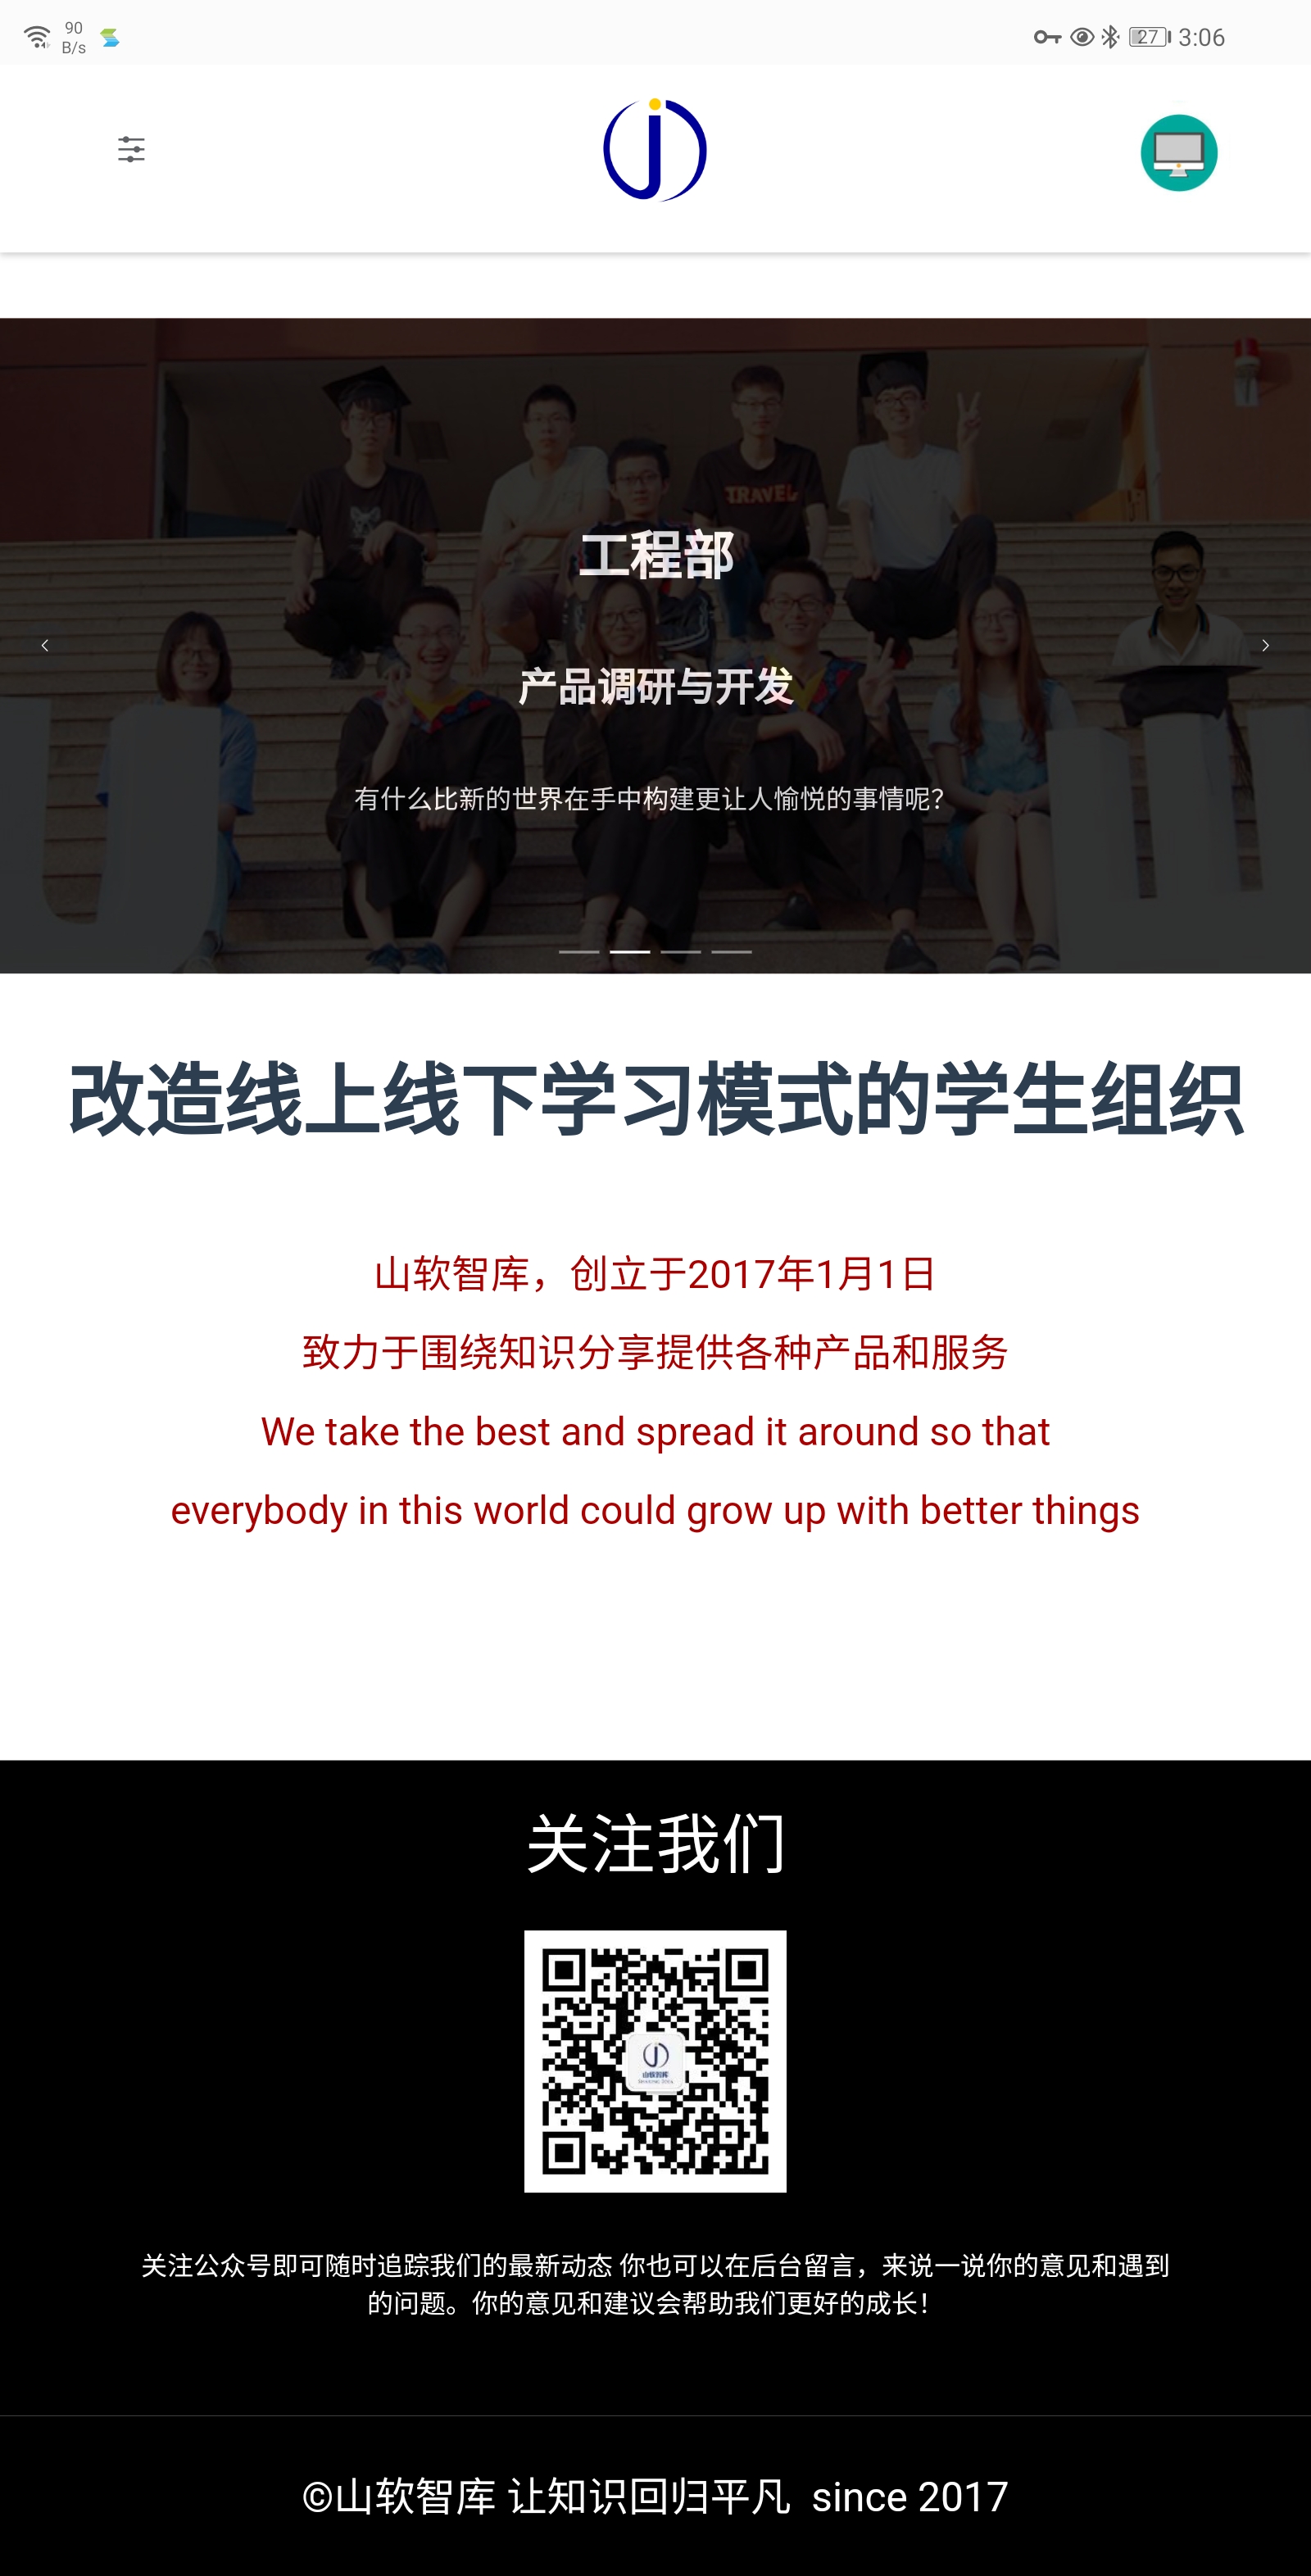 90
B/s
27
3:06
TRAVEL
工程部
产品调研与开发
有什么比新的世界在手中构建更让人愉悦的事情呢？
改造线上线下学习模式的学生组织
山软智库，创立于2017年1月1日
致力于围绕知识分享提供各种产品和服务
We take the best and spread it around so that
everybody in this world could grow up with better things
关注我们
山软智库
关注公众号即可随时追踪我们的最新动态 你也可以在后台留言，来说一说你的意见和遇到
的问题。你的意见和建议会帮助我们更好的成长！
©山软智库 让知识回归平凡 since 2017